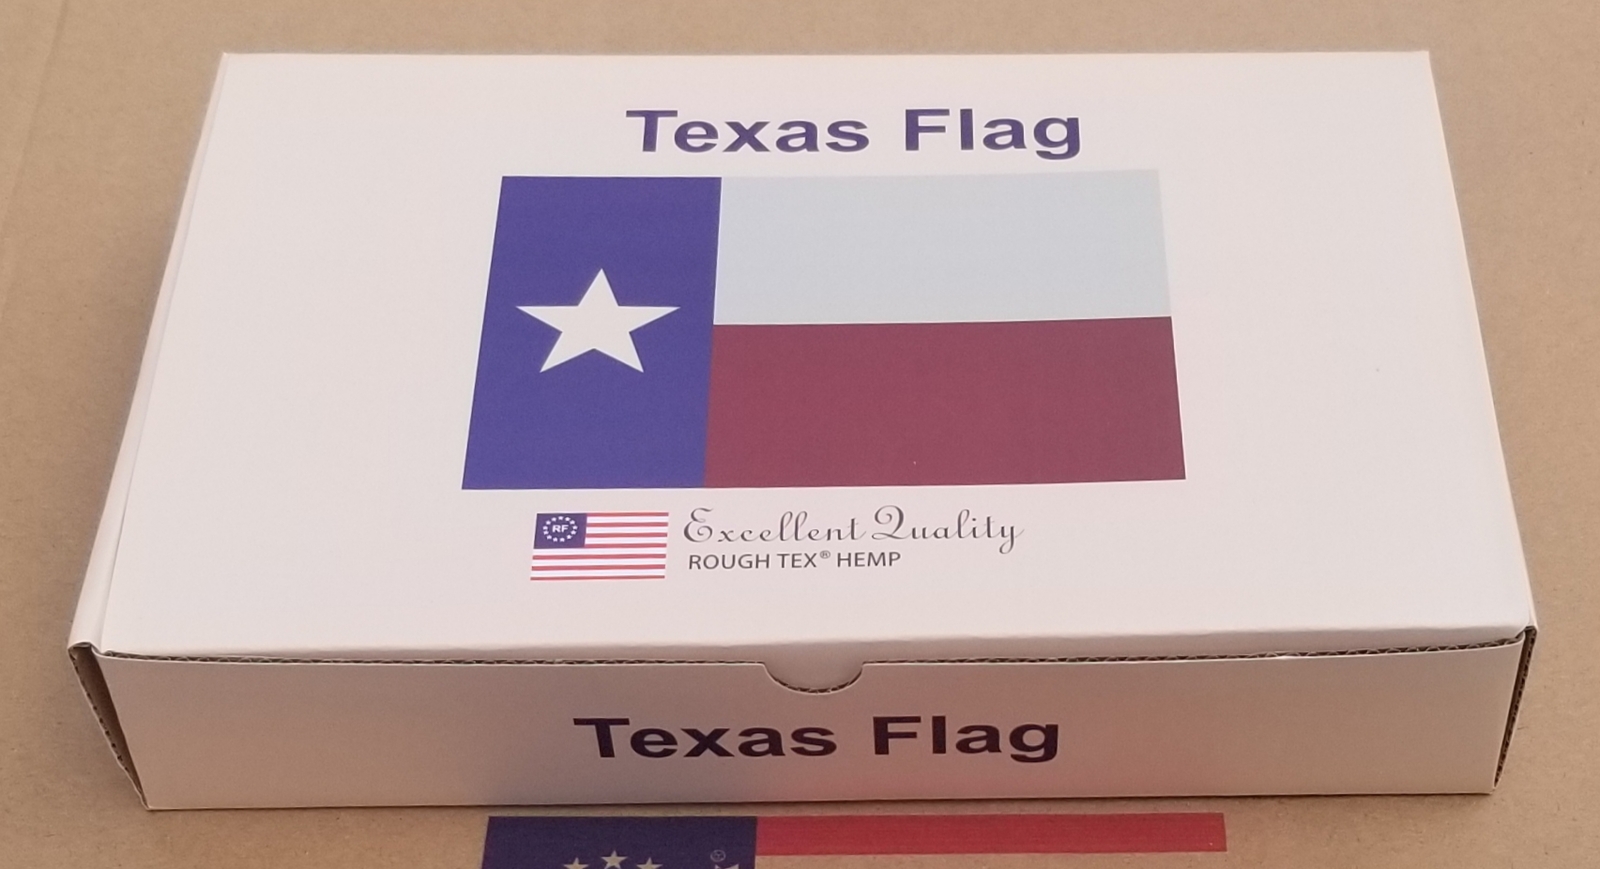 Texas Flag
RF
Excellent Quality
ROUGH TEX® HEMP
Texas Flag